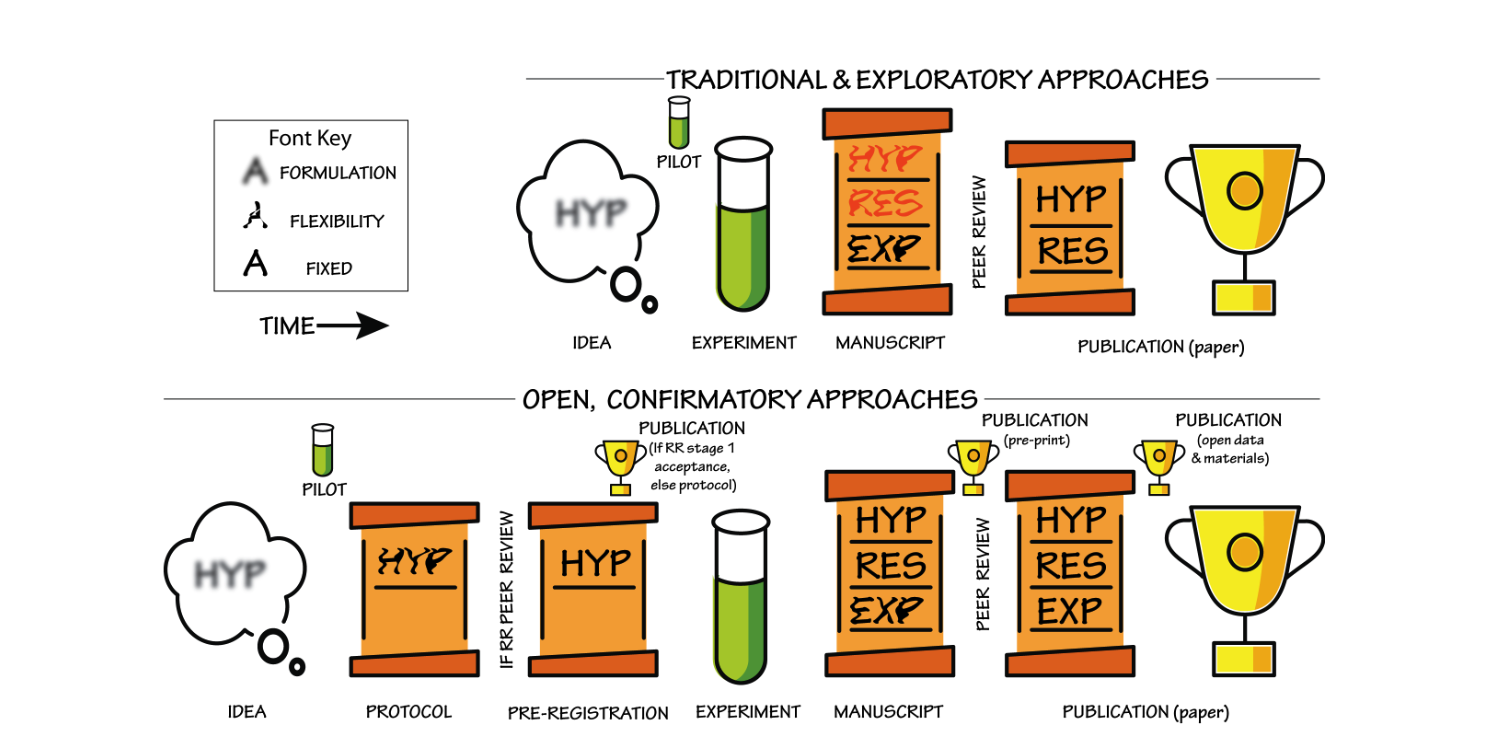 TRADITIONAL & EXPLORATORY APPROACHES
Font Key
A FORMULATION
A FLEXIBILITY
A FIXED
TIME
PILOT
HYP
HYP
RES
EXP
PEER REVIEW
HYP
RES
IDEA
EXPERIMENT
MANUSCRIPT
PUBLICATION (paper)
OPEN, CONFIRMATORY APPROACHES
PILOT
PUBLICATION
(If RR stage 1
acceptance,
else protocol)
PUBLICATION
(pre-print)
PUBLICATION
(open data
& materials)
HYP
HYP
IF RR PEER REVIEW
HYP
HYP
RES
EXP
PEER REVIEW
HYP
RES
EXP
IDEA
PROTOCOL
PRE-REGISTRATION
EXPERIMENT
MANUSCRIPT
PUBLICATION (paper)